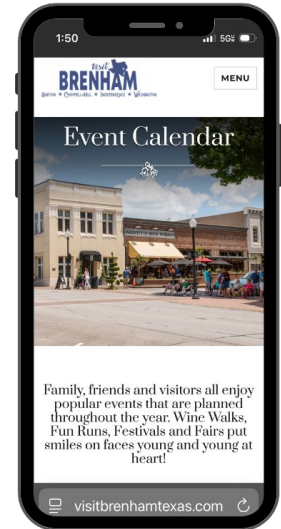 1:50
5G
Visit
BRENHAM
MENU
BURTON • CHAPPELL HILL • INDEPENDENCE • WASHINGTON
Event Calendar
Family, friends and visitors all enjoy
popular events that are planned
throughout the year. Wine Walks,
Fun Runs, Festivals and Fairs put
smiles on faces young and young at
heart!
visitbrenhamtexas.com